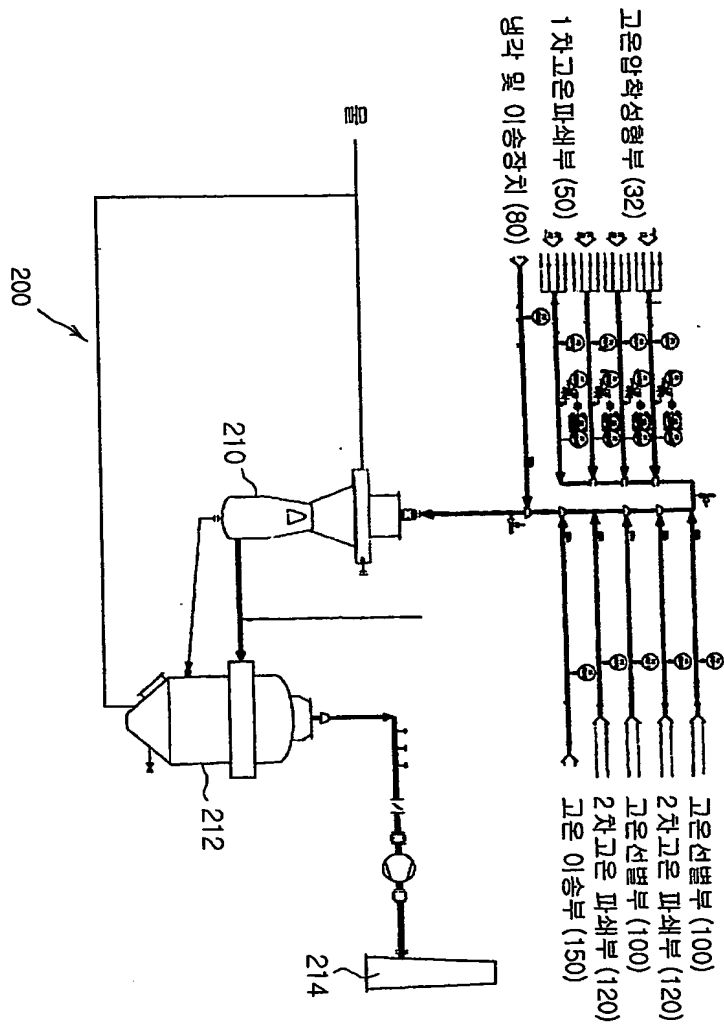 고온압착성형부 (32)
1차고온파쇄부 (50)
냉각 및 이송장치 (80)
물
200
210
212
214
고온선별부 (100)
2차고온 파쇄부 (120)
고온선별부 (100)
2차고온 파쇄부 (120)
고온 이송부 (150)